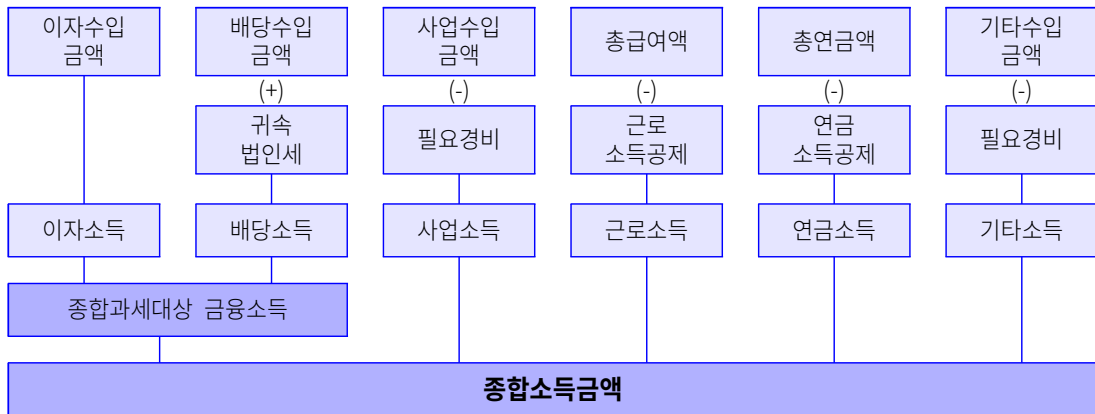 이자수입
금액
배당수입
금액
사업수입
금액
총급여액
총연금액
기타수입
금액
(+)
(-)
(-)
(-)
(-)
귀속
법인세
필요경비
근로
소득공제
연금
소득공제
필요경비
이자소득
배당소득
사업소득
근로소득
연금소득
기타소득
종합과세대상 금융소득
종합소득금액